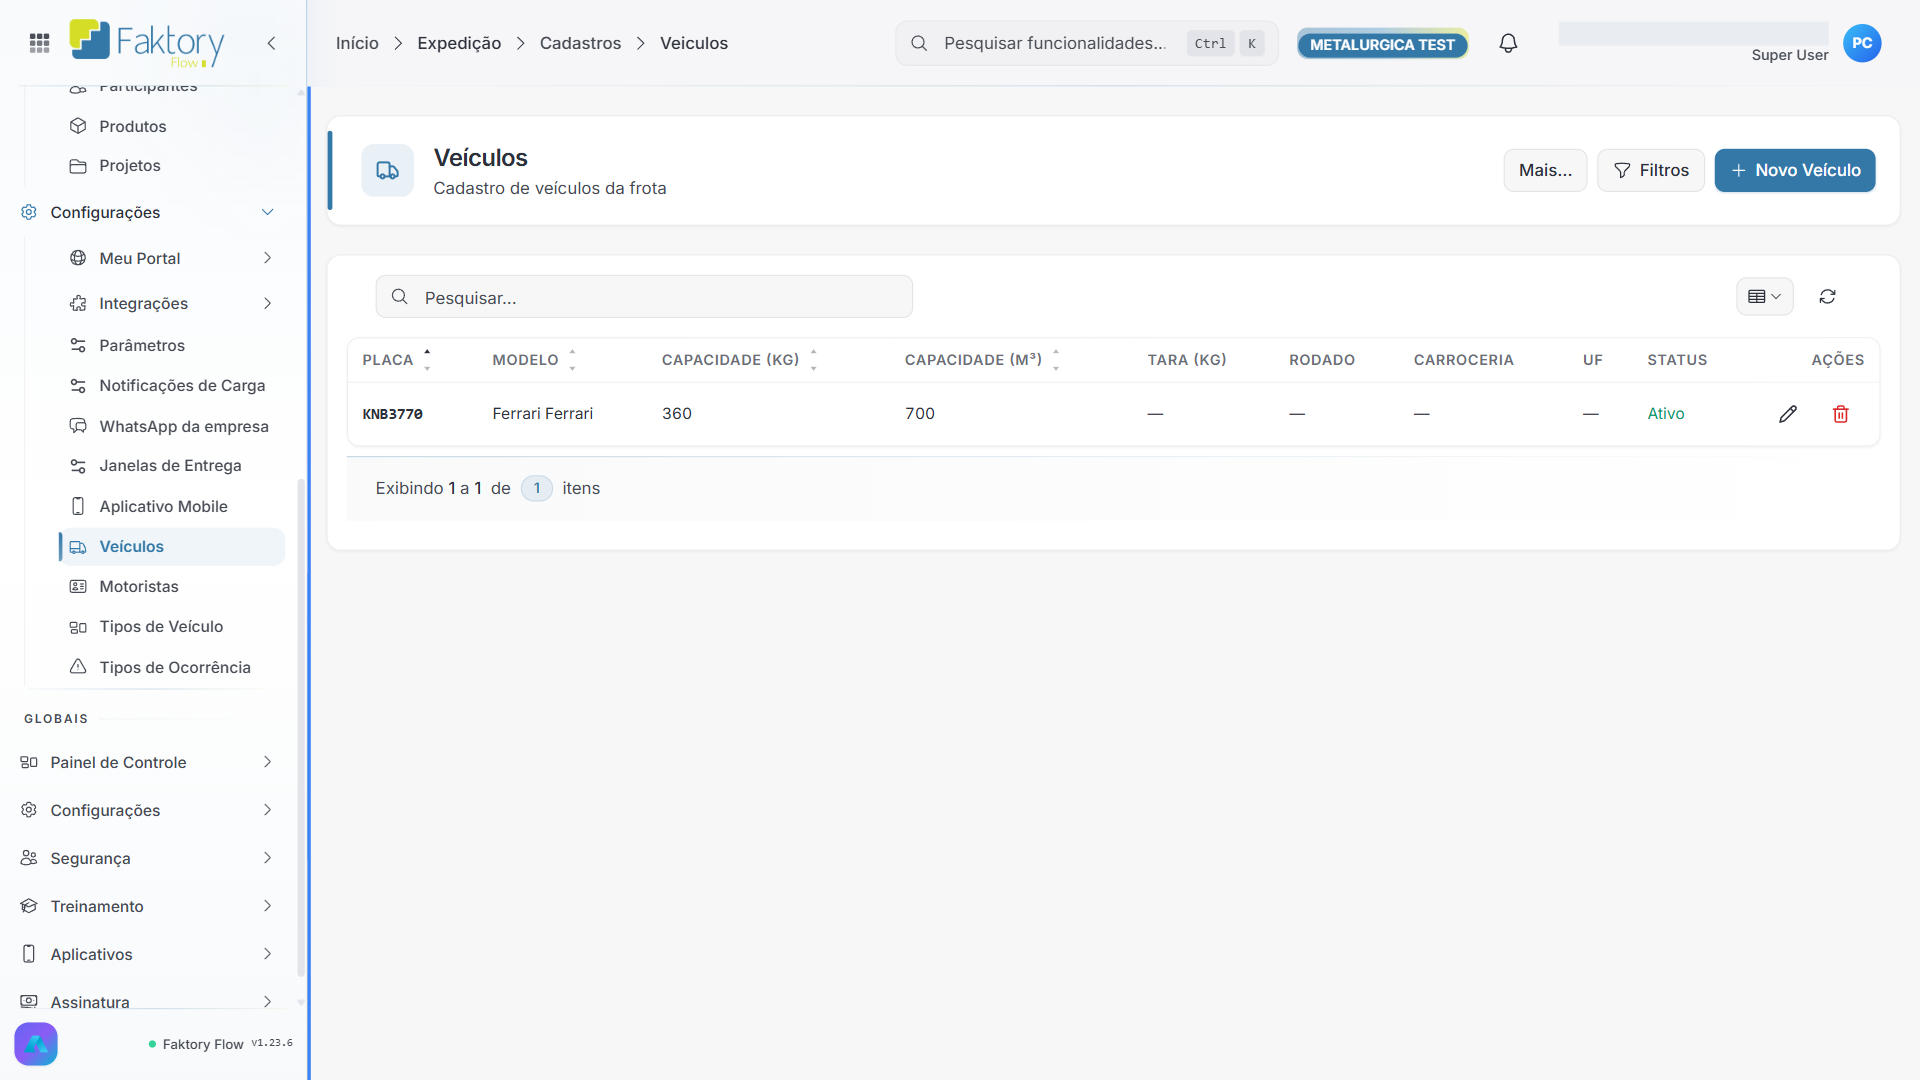 Faktory
Flow
Início
Expedição
Cadastros
Veiculos
Pesquisar funcionalidades...
Ctrl
K
METALURGICA TEST
Super User
PC
Participantes
Produtos
Projetos
Configurações
Meu Portal
Integrações
Parâmetros
Notificações de Carga
WhatsApp da empresa
Janelas de Entrega
Aplicativo Mobile
Veículos
Motoristas
Tipos de Veículo
Tipos de Ocorrência
GLOBAIS
Painel de Controle
Configurações
Segurança
Treinamento
Aplicativos
Assinatura
Faktory Flow v1.23.6
Veículos
Cadastro de veículos da frota
Mais...
Filtros
Novo Veículo
Pesquisar...
PLACA MODELO CAPACIDADE (KG) CAPACIDADE (M³) TARA (KG) RODADO CARROCERIA UF STATUS AÇÕES
KNB3770 Ferrari Ferrari 360 700 — — — — Ativo
Exibindo 1 a 1 de 1 itens